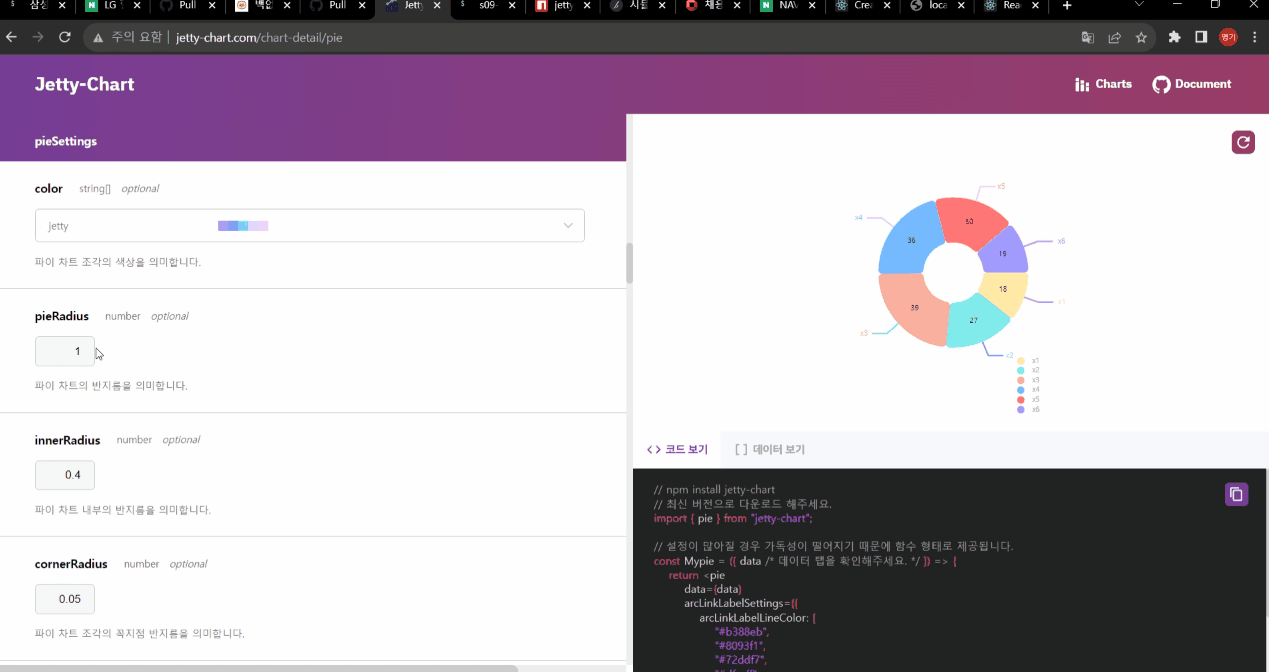 삼성
LG
Pull
백엔
Pull
Jetty
s09-
jetty
시들
채용
NAV
Crea
loca
Rea
주의 요함 | jetty-chart.com/chart-detail/pie
명기
Jetty-Chart
Charts
Document
pieSettings
color string[] optional
Jetty
파이 차트 조각의 색상을 의미합니다.
pieRadius number optional
1
파이 차트의 반지름을 의미합니다.
innerRadius number optional
0.4
파이 차트 내부의 반지름을 의미합니다.
cornerRadius number optional
0.05
파이 차트 조각의 꼭지점 반지름을 의미합니다.
x5
x4
50
x6
36
19
18
x1
39
27
x3
x2
x1
x2
x3
x4
x5
x6
<> 코드 보기
[ ] 데이터 보기
// npm install jetty-chart
// 최신 버전으로 다운로드 해주세요.
import { pie } from "jetty-chart";
// 설정이 많아질 경우 가독성이 떨어지기 때문에 함수 형태로 제공됩니다.
const Mypie = ({ data /* 데이터 탭을 확인해주세요. */ }) => {
return <pie
data={data}
arcLinkLabelSettings={{
arcLinkLabelLineColor: [
"#b388eb",
"#8093f1",
"#72ddf7",